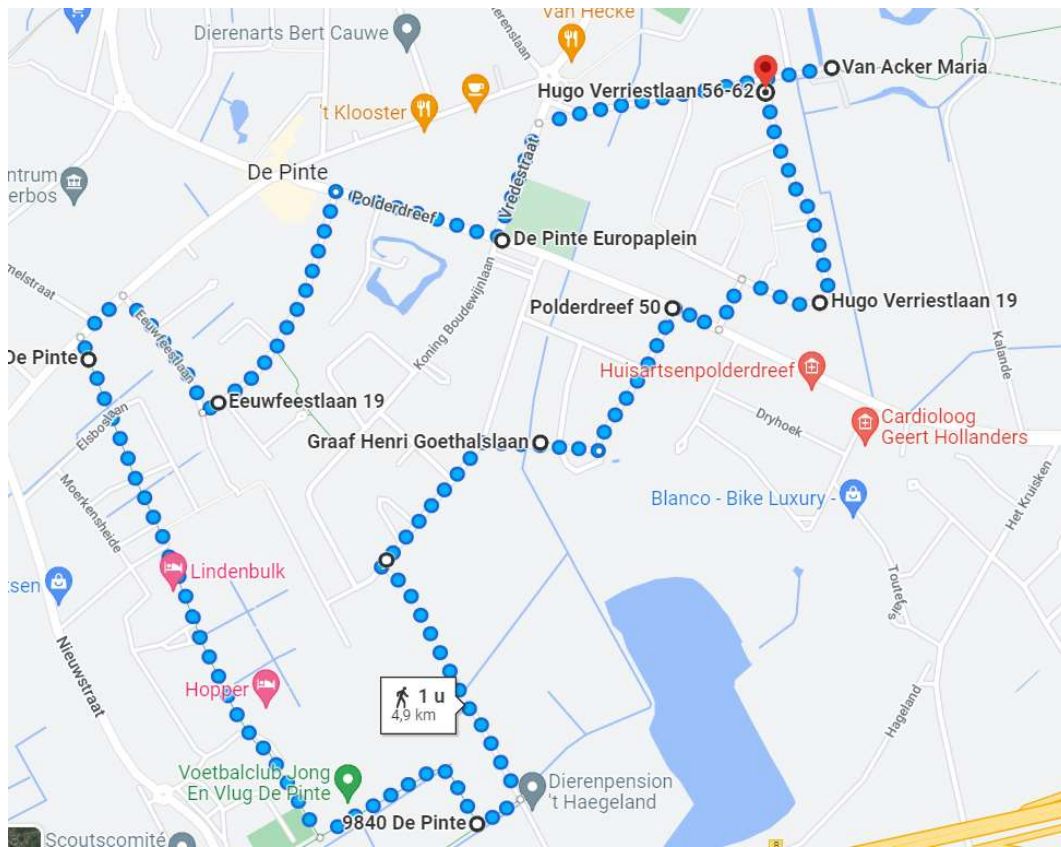 Van Hecke
Dierenarts Bert Cauwe
Van Acker Maria
Hugo Verriestlaan 56-62
't Klooster
De Pinte
Vredestraat
Polderdreef
De Pinte Europaplein
Eeuwfeestlaan
Polderdreef 50
Hugo Verriestlaan 19
Koning Boudewijnlaan
Kalande
De Pinte
Huisartsenpolderdreef
Eeuwfeestlaan 19
Elsboslaan
Dryhoek
Cardioloog
Geert Hollanders
Graaf Henri Goethalslaan
Moerkensheide
Blanco - Bike Luxury -
Het Kruisken
Lindenbulk
Toutefais
Nieuwstraat
Hopper
1 u
4,9 km
Hageland
Voetbalclub Jong
En Vlug De Pinte
Dierenpension
't Haegeland
9840 De Pinte
Scoutscomité
8